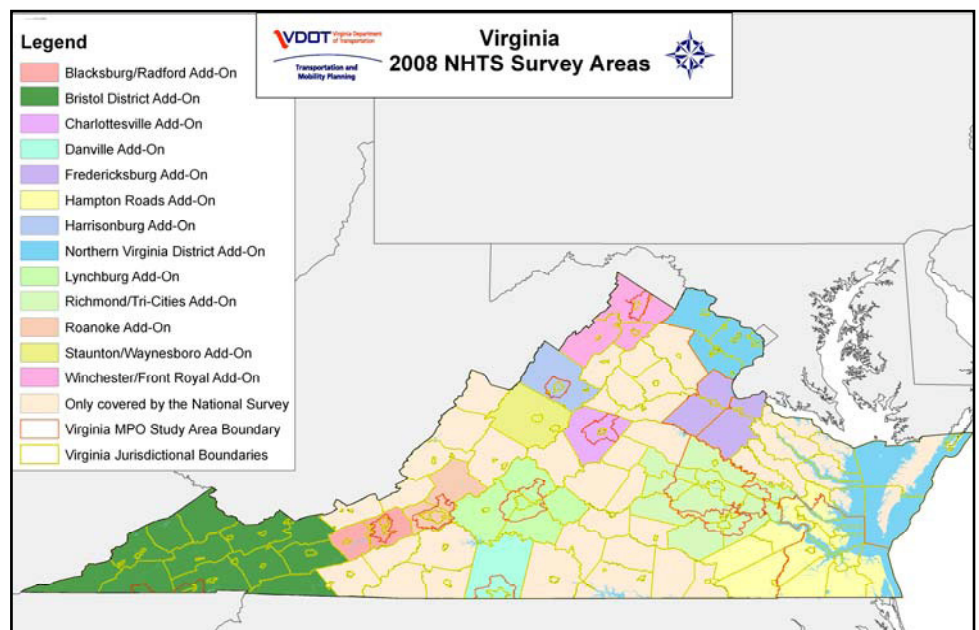 Legend
Blacksburg/Radford Add-On
Bristol District Add-On
Charlottesville Add-On
Danville Add-On
Fredericksburg Add-On
Hampton Roads Add-On
Harrisonburg Add-On
Northern Virginia District Add-On
Lynchburg Add-On
Richmond/Tri-Cities Add-On
Roanoke Add-On
Staunton/Waynesboro Add-On
Winchester/Front Royal Add-On
Only covered by the National Survey
Virginia MPO Study Area Boundary
Virginia Jurisdictional Boundaries
VDOT Virginia Department
of Transportation
Transportation and
Mobility Planning
Virginia
2008 NHTS Survey Areas